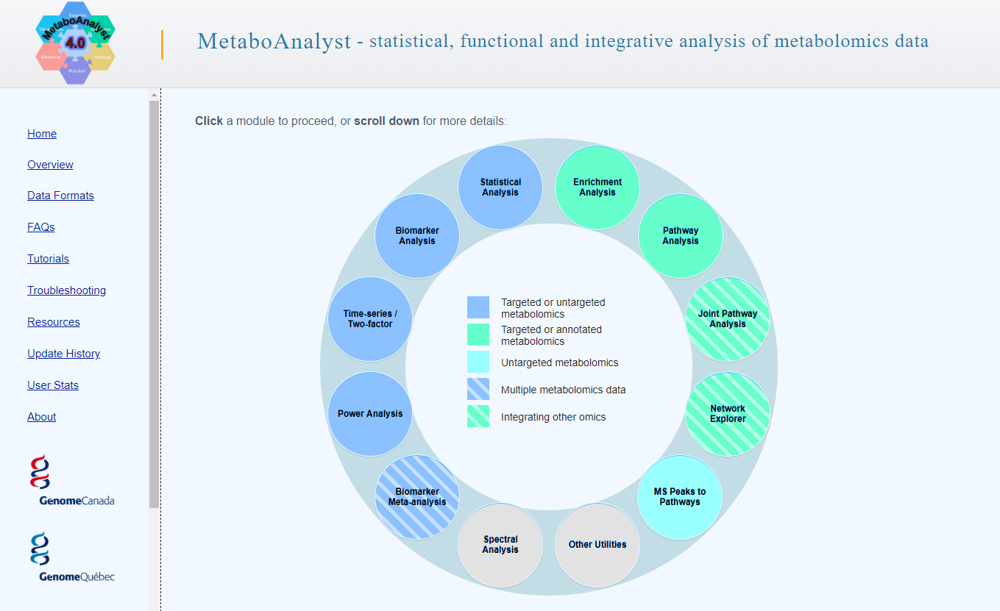 Statistics
MetaboAnalyst
4.0
Biomarker
Pathway
Function
MetaboAnalyst - statistical, functional and integrative analysis of metabolomics data
Home
Overview
Data Formats
FAQs
Tutorials
Troubleshooting
Resources
Update History
User Stats
About
GenomeCanada
GenomeQuébec
Click a module to proceed, or scroll down for more details:
Statistical
Analysis
Enrichment
Analysis
Biomarker
Analysis
Pathway
Analysis
Time-series /
Two-factor
Joint Pathway
Analysis
Power Analysis
Network
Explorer
Biomarker
Meta-analysis
MS Peaks to
Pathways
Spectral
Analysis
Other Utilities
Targeted or untargeted
metabolomics
Targeted or annotated
metabolomics
Untargeted metabolomics
Multiple metabolomics data
Integrating other omics